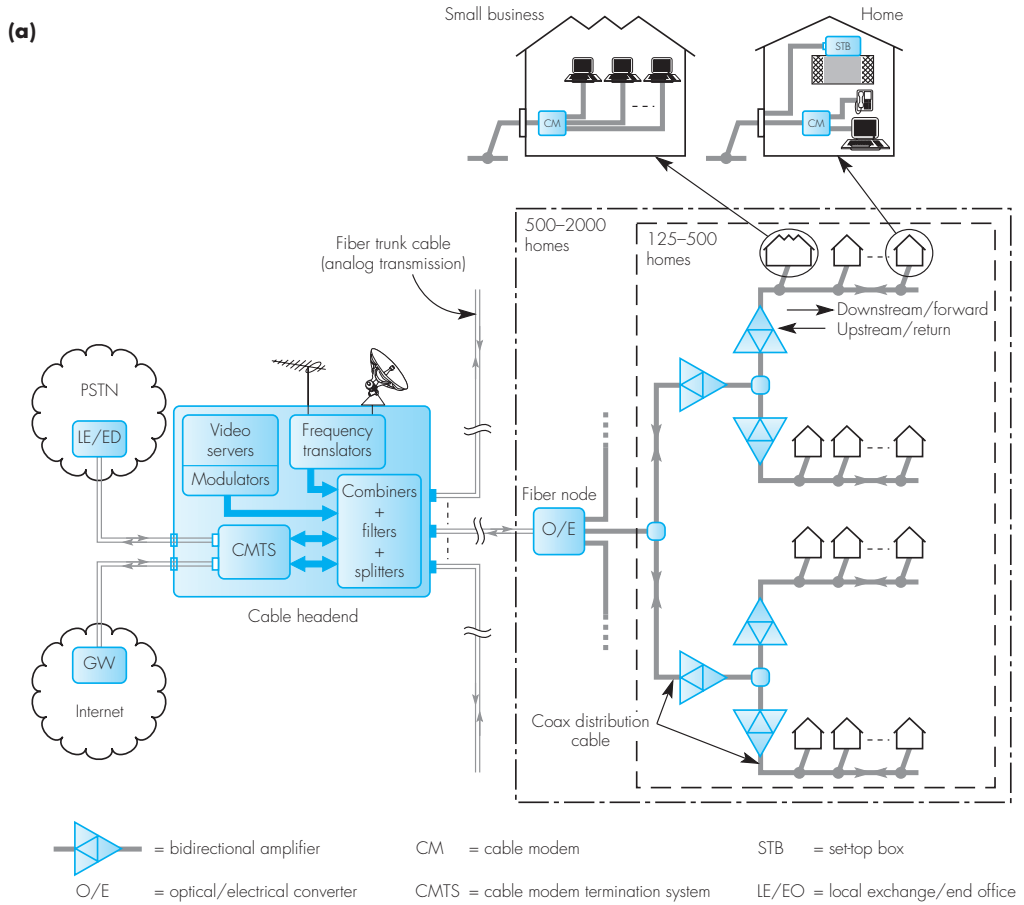 (a)
Small business
Home
STB
CM
CM
500–2000
homes
125–500
homes
Fiber trunk cable
(analog transmission)
Downstream/forward
Upstream/return
PSTN
LE/ED
Video
servers
Modulators
Frequency
translators
Combiners
+
filters
+
splitters
CMTS
Cable headend
Fiber node
O/E
GW
Internet
Coax distribution
cable
= bidirectional amplifier
CM = cable modem
STB = set-top box
O/E = optical/electrical converter
CMTS = cable modem termination system
LE/EO = local exchange/end office